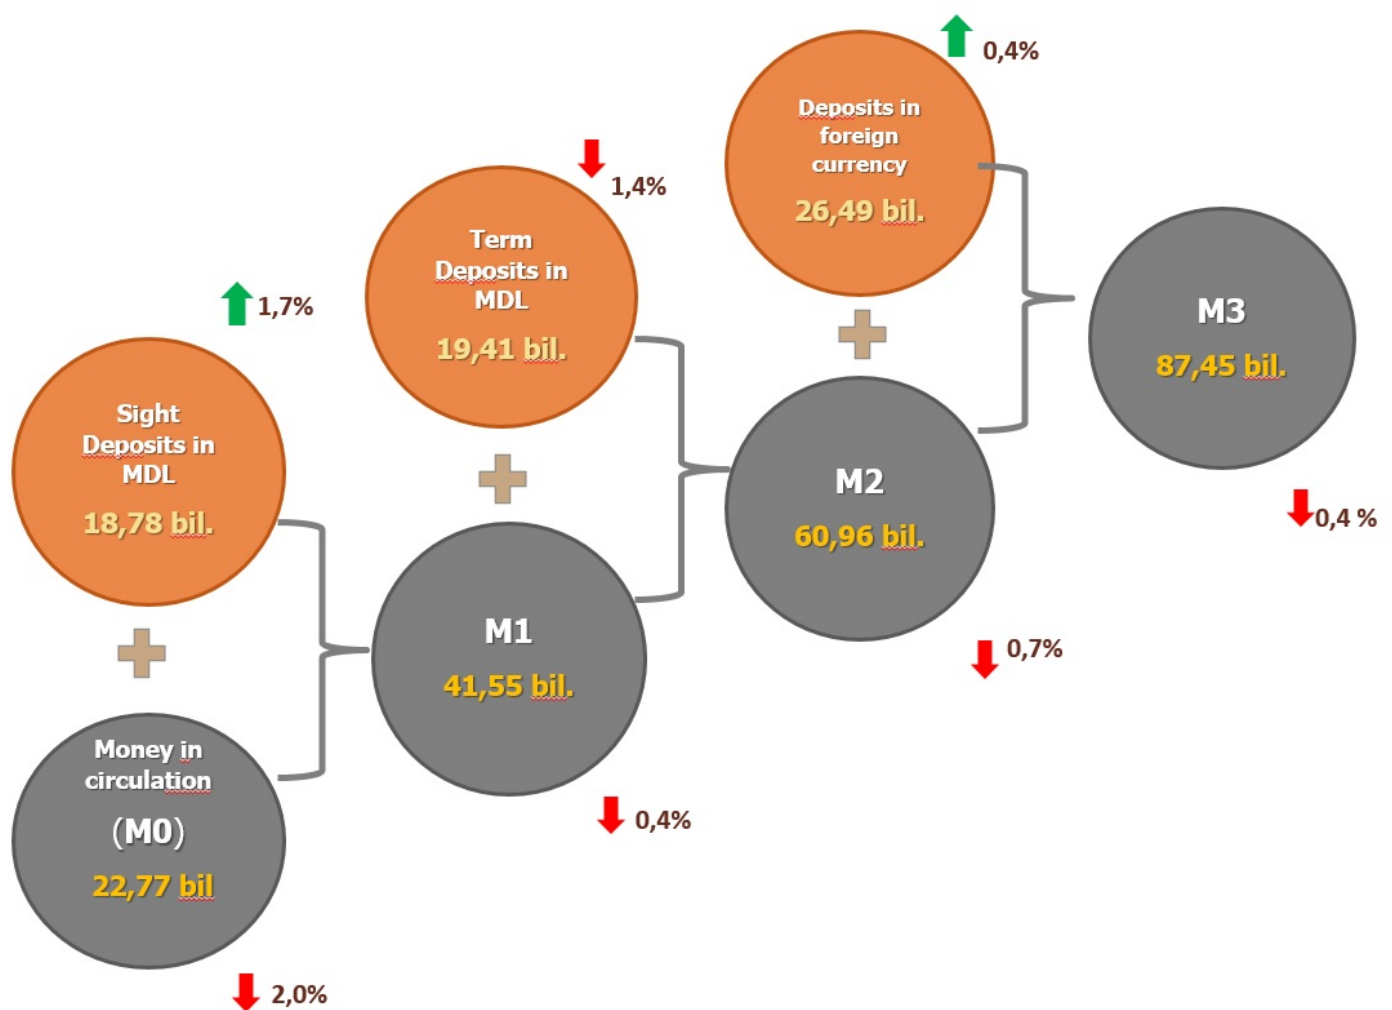 1,7%
Sight
Deposits in
MDL
18,78 bil.
Money in
circulation
(M0)
22,77 bil
2,0%
1,4%
Term
Deposits in
MDL
19,41 bil.
M1
41,55 bil.
0,4%
0,4%
Deposits in
foreign
currency
26,49 bil.
M2
60,96 bil.
0,7%
M3
87,45 bil.
0,4 %